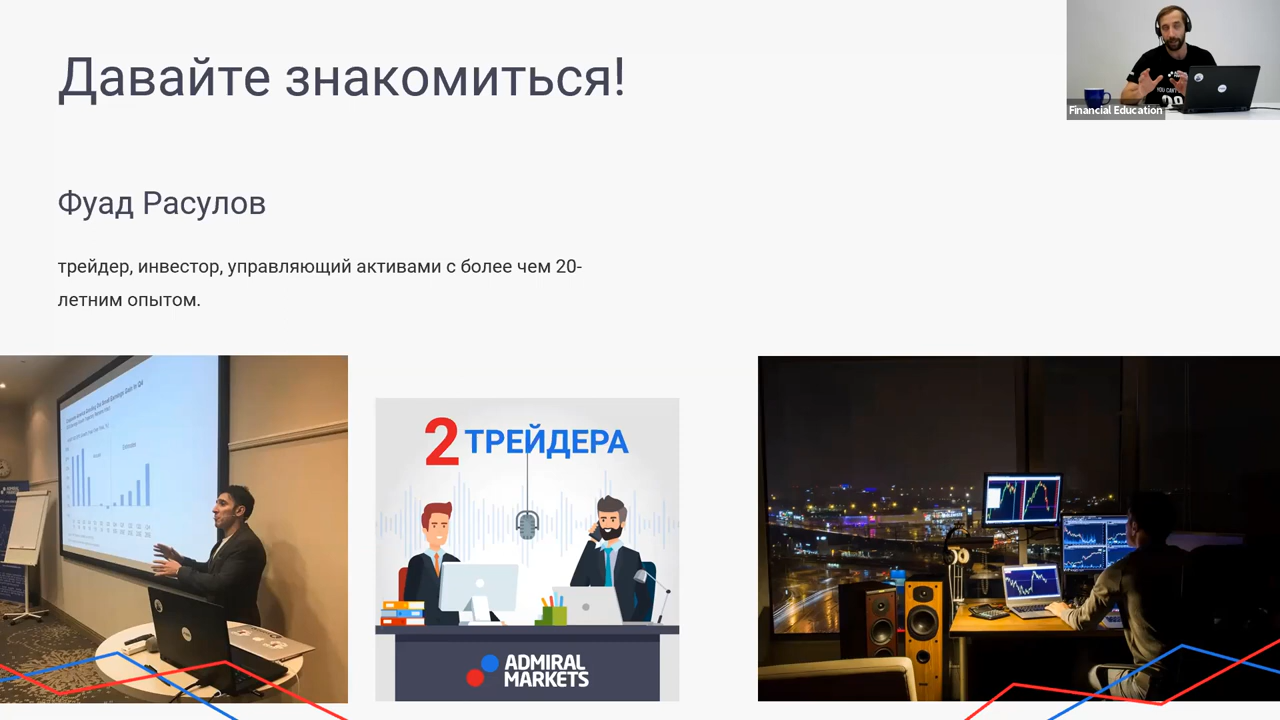 Давайте знакомиться!
Financial Education
Фуад Расулов
трейдер, инвестор, управляющий активами с более чем 20-
летним опытом.
2 ТРЕЙДЕРА
ADMIRAL
MARKETS